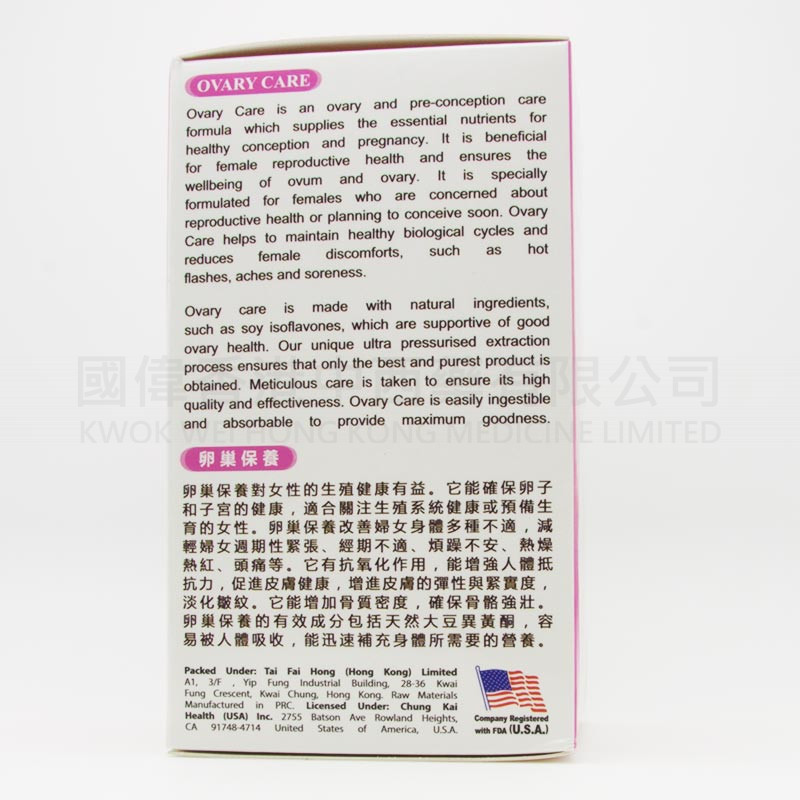 OVARY CARE
Ovary Care is an ovary and pre-conception care
formula which supplies the essential nutrients for
healthy conception and pregnancy. It is beneficial
for female reproductive health and ensures the
wellbeing of ovum and ovary. It is specially
formulated for females who are concerned about
reproductive health or planning to conceive soon. Ovary
Care helps to maintain healthy biological cycles and
reduces female discomforts, such as hot
flashes, aches and soreness.
Ovary care is made with natural ingredients,
such as soy isoflavones, which are supportive of good
ovary health. Our unique ultra pressurised extraction
process ensures that only the best and purest product is
obtained. Meticulous care is taken to ensure its high
quality and effectiveness. Ovary Care is easily ingestible
and absorbable to provide maximum goodness.
國偉香港中西藥有限公司
KWOK WEI HONG KONG MEDICINE LIMITED
卵巢保養
卵巢保養對女性的生殖健康有益。它能確保卵子
和子宮的健康，適合關注生殖系統健康或預備生
育的女性。卵巢保養改善婦女身體多種不適，減
輕婦女週期性緊張、經期不適、煩躁不安、熱燥
熱紅、頭痛等。它有抗氧化作用，能增強人體抵
抗力，促進皮膚健康，增進皮膚的彈性與緊實度，
淡化皺紋。它能增加骨質密度，確保骨骼強壯。
卵巢保養的有效成分包括天然大豆異黃酮，容
易被人體吸收，能迅速補充身體所需要的營養。
Packed Under: Tai Fai Hong (Hong Kong) Limited
A1, 3/F , Yip Fung Industrial Building, 28-36 Kwai
Fung Crescent, Kwai Chung, Hong Kong. Raw Materials
Manufactured in PRC. Licensed Under: Chung Kai
Health (USA) Inc. 2755 Batson Ave Rowland Heights,
CA 91748-4714 United States of America, U.S.A.
Company Registered
with FDA (U.S.A.)